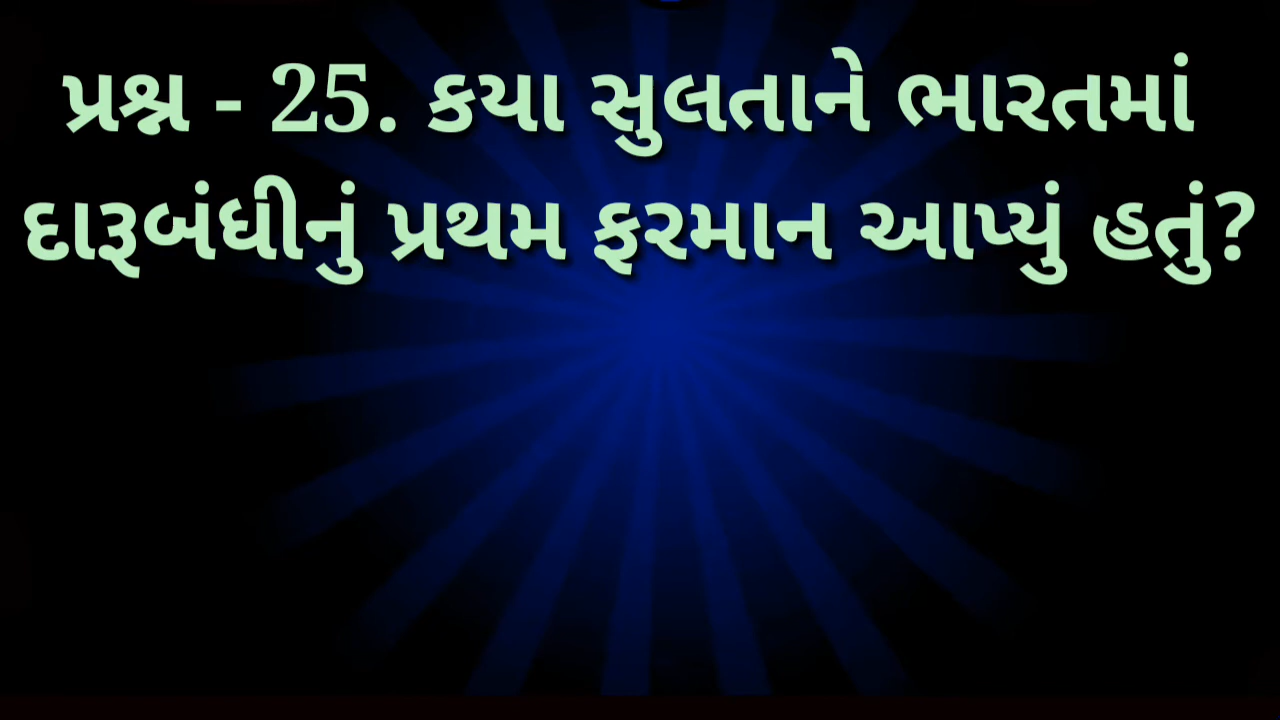 પ્રશ્ન - 25. કયા સુલતાને ભારતમાં
દારૂબંધીનું પ્રથમ ફરમાન આપ્યું હતું?